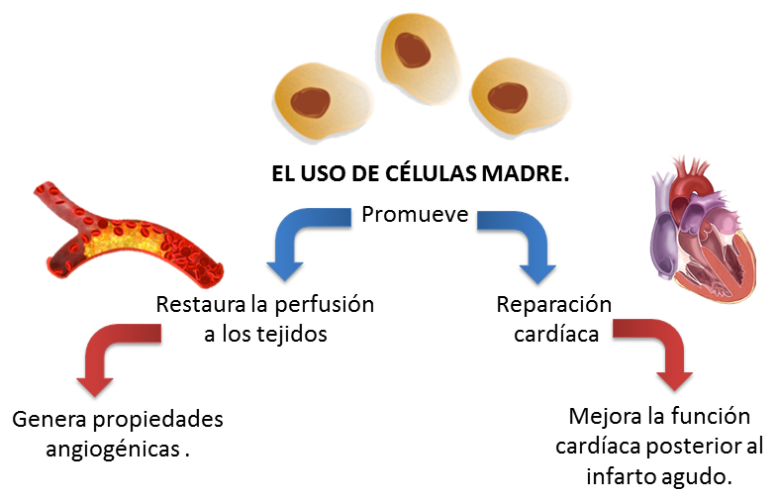 EL USO DE CÉLULAS MADRE.
Promueve
Restaura la perfusión
a los tejidos
Reparación
cardíaca
Genera propiedades
angiogénicas .
Mejora la función
cardíaca posterior al
infarto agudo.